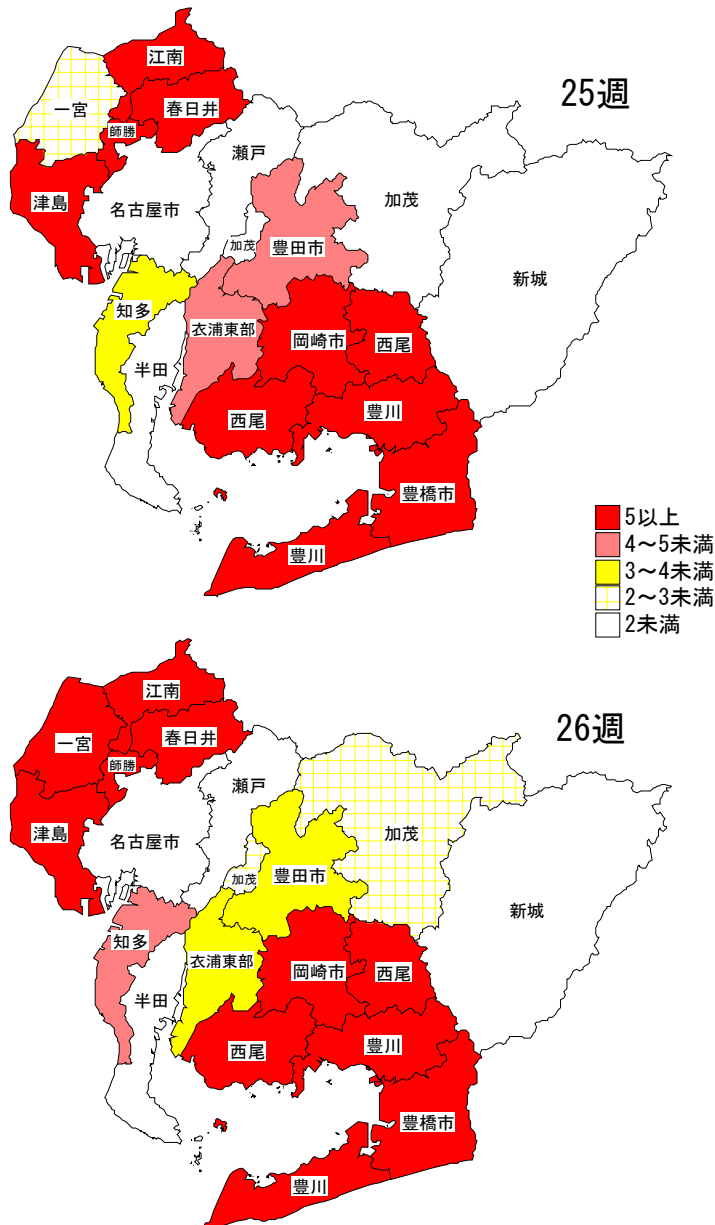 25週
江南
一宮
春日井
師勝
瀬戸
津島
名古屋市
加茂
加茂
豊田市
新城
知多
衣浦東部
岡崎市
西尾
半田
西尾
豊川
豊橋市
豊川
5以上
4～5未満
3～4未満
2～3未満
2未満
26週
江南
一宮
春日井
師勝
瀬戸
津島
名古屋市
加茂
加茂
豊田市
新城
知多
衣浦東部
岡崎市
西尾
半田
西尾
豊川
豊橋市
豊川